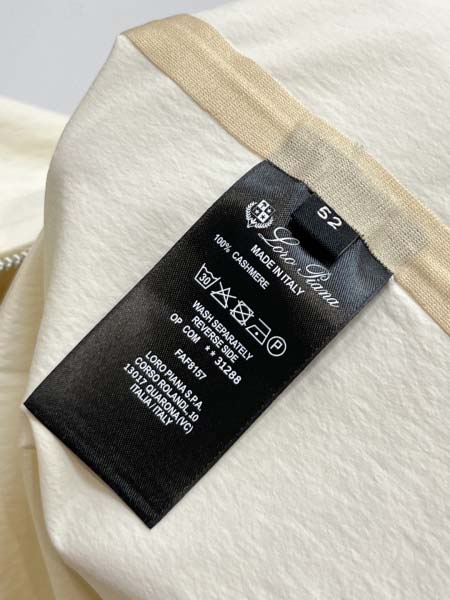 52
Loro Piana
MADE IN ITALY
100% CASHMERE
30
P
WASH SEPARATELY
REVERSE SIDE
OP COM ** 31288
FAF8157
LORO PIANA S.P.A.
CORSO ROLANDI, 10
13017 QUARONA (VC)
ITALIA / ITALY